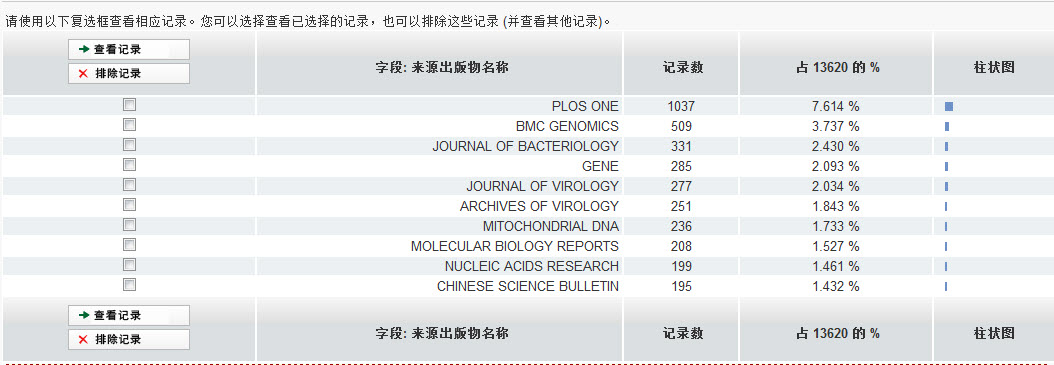 请使用以下复选框查看相应记录。您可以选择查看已选择的记录，也可以排除这些记录 (并查看其他记录)。
查看记录
排除记录
字段: 来源出版物名称 记录数 占 13620 的 % 柱状图
PLOS ONE 1037 7.614 %
BMC GENOMICS 509 3.737 %
JOURNAL OF BACTERIOLOGY 331 2.430 %
GENE 285 2.093 %
JOURNAL OF VIROLOGY 277 2.034 %
ARCHIVES OF VIROLOGY 251 1.843 %
MITOCHONDRIAL DNA 236 1.733 %
MOLECULAR BIOLOGY REPORTS 208 1.527 %
NUCLEIC ACIDS RESEARCH 199 1.461 %
CHINESE SCIENCE BULLETIN 195 1.432 %
查看记录
排除记录
字段: 来源出版物名称 记录数 占 13620 的 % 柱状图